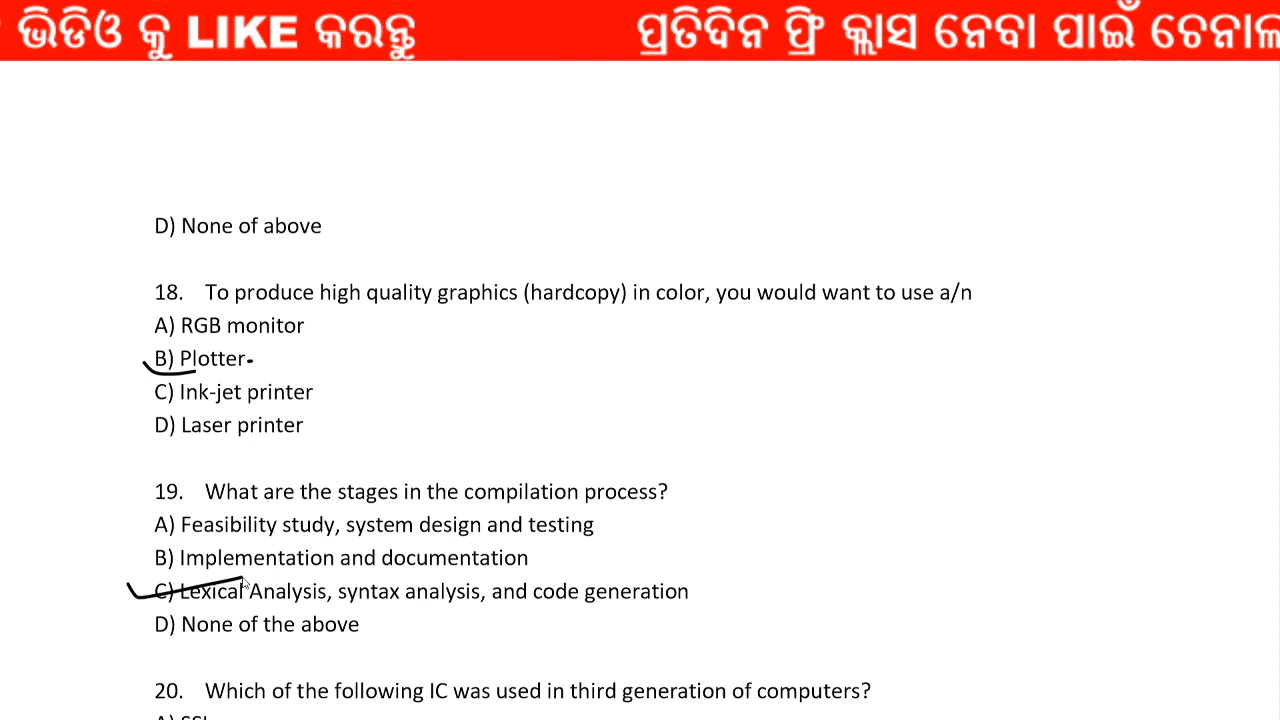 ଭିଡିଓ କୁ LIKE କରନ୍ତୁ ପ୍ରତିଦିନ ଫ୍ରି କ୍ଲାସ ନେବା ପାଇଁ ଚେନାଲ
D) None of above
18. To produce high quality graphics (hardcopy) in color, you would want to use a/n
A) RGB monitor
B) Plotter
C) Ink-jet printer
D) Laser printer
19. What are the stages in the compilation process?
A) Feasibility study, system design and testing
B) Implementation and documentation
C) Lexical Analysis, syntax analysis, and code generation
D) None of the above
20. Which of the following IC was used in third generation of computers?
A) SSI